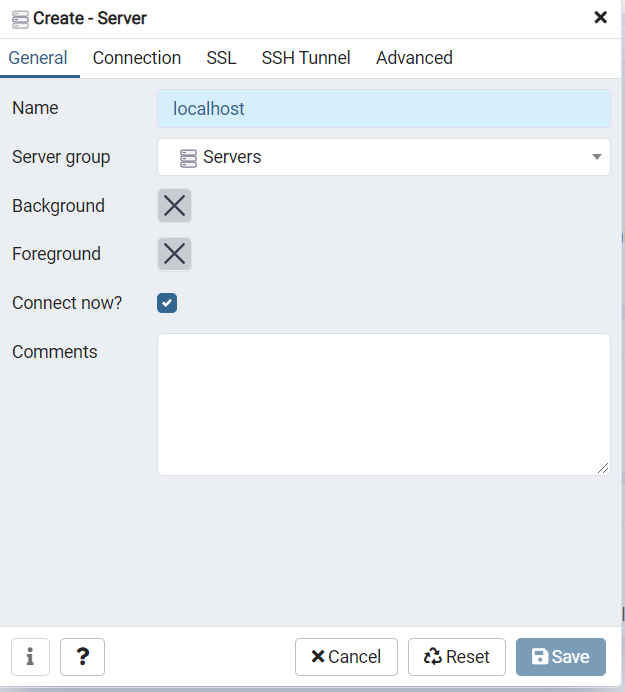 Create - Server
General Connection SSL SSH Tunnel Advanced
Name localhost
Server group Servers
Background
Foreground
Connect now?
Comments
i ? Cancel Reset Save